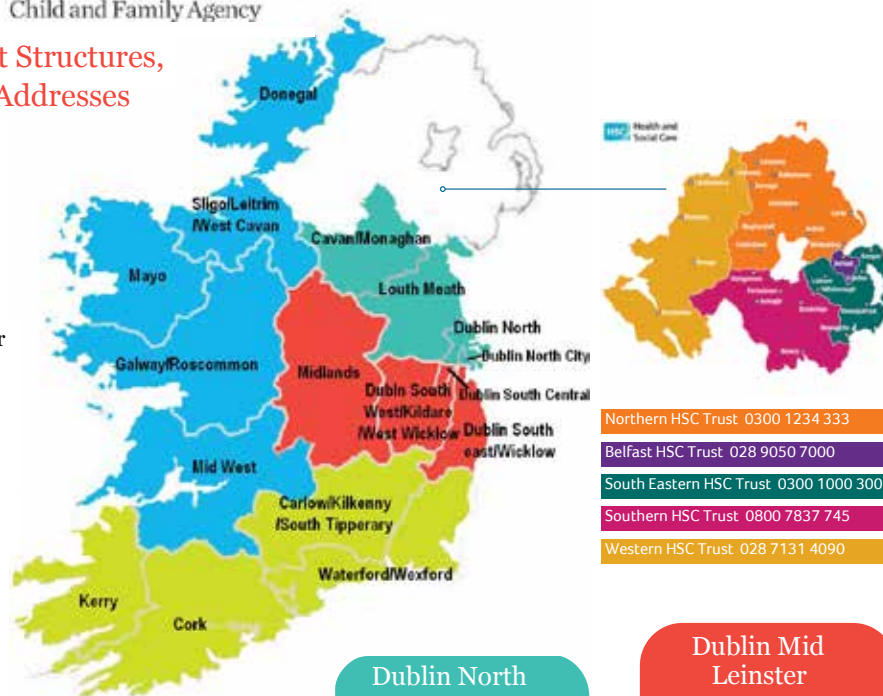 Child and Family Agency
t Structures,
Addresses
Donegal
HSC Health and
Social Care
Sligo/Leitrim
/West Cavan
Cavan/Monaghan
Mayo
Louth Meath
r
Dublin North
Dublin North City
Galway/Roscommon
Midlands
Dubln South
West/Kildare
/West Wicklow
Dublin South Central
Dublin South
east/Wicklow
Mid West
Carlow/Kilkenny
/South Tipperary
Waterford/Wexford
Kerry
Cork
Northern HSC Trust 0300 1234 333
Belfast HSC Trust 028 9050 7000
South Eastern HSC Trust 0300 1000 300
Southern HSC Trust 0800 7837 745
Western HSC Trust 028 7131 4090
Dublin North
Dublin Mid
Leinster